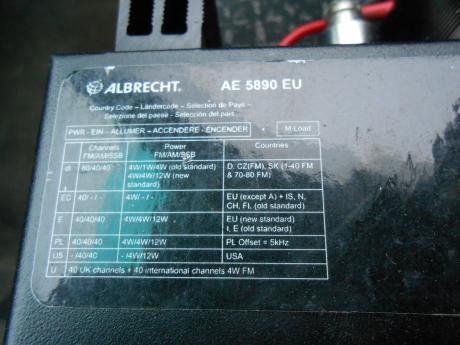 ALBRECHT. AE 5890 EU
Country Code - Ländercode - Sélection de Pays -
Selezione del paese - Selección del país
PWR - EIN - ALLUMER - ACCENDERE - ENCENDER M-Load
Channels FM/AM/SSB Power FM/AM/SSB Countries
di 80/40/40 4W/1W/4W (old standard) D, CZ(FM), SK (1-40 FM
4W/4W/12W (new standard) & 70-80 FM)
EC 40/-/- 4W/-/- EU (except A) + IS, N,
CH, FL (old standard)
E 40/40/40 4W/4W/12W EU (new standard)
I, E (old standard)
PL 40/40/40 4W/4W/12W PL Offset = 5kHz
US -/40/40 -/4W/12W USA
U 40 UK channels + 40 international channels 4W FM